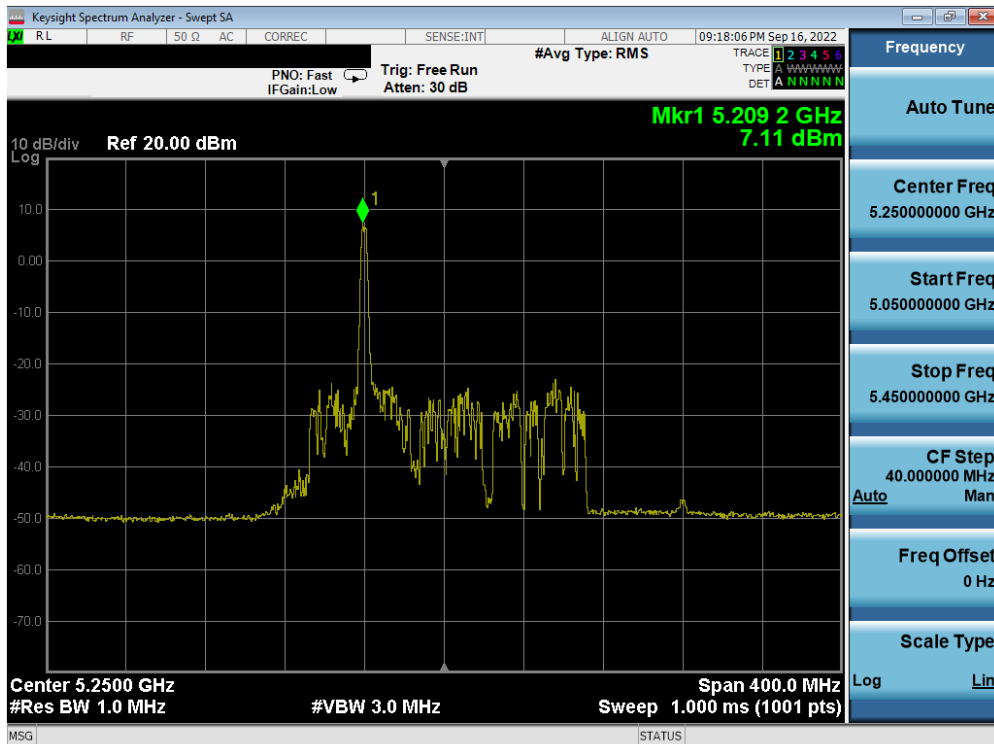 Keysight Spectrum Analyzer - Swept SA
LXI RL RF 50 Ω AC CORREC SENSE:INT ALIGN AUTO 09:18:06 PM Sep 16, 2022
#Avg Type: RMS
TRACE 1 2 3 4 5 6
TYPE A W W W W W
DET A N N N N N
PNO: Fast
IFGain:Low
Trig: Free Run
Atten: 30 dB
Mkr1 5.209 2 GHz
7.11 dBm
10 dB/div
Log
Ref 20.00 dBm
1
10.0
0.00
-10.0
-20.0
-30.0
-40.0
-50.0
-60.0
-70.0
Center 5.2500 GHz
Span 400.0 MHz
#Res BW 1.0 MHz
#VBW 3.0 MHz
Sweep 1.000 ms (1001 pts)
MSG
STATUS
Frequency
Auto Tune
Center Freq
5.250000000 GHz
Start Freq
5.050000000 GHz
Stop Freq
5.450000000 GHz
CF Step
40.000000 MHz
Auto Man
Freq Offset
0 Hz
Scale Type
Log Lin